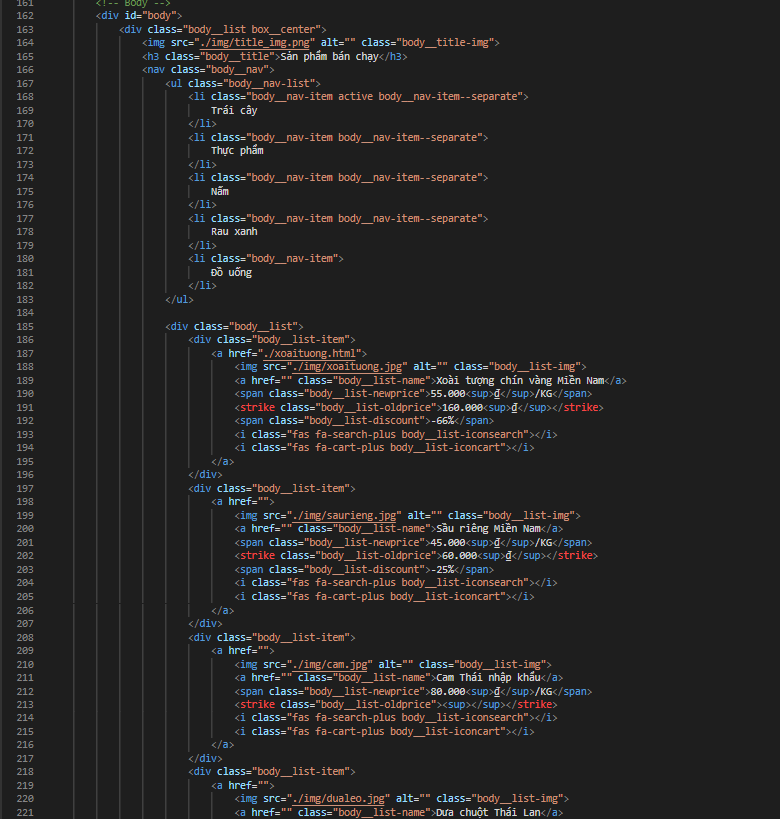 161 <!-- Body -->
162 <div id="body">
163 <div class="body__list box__center">
164 <img src="./img/title_img.png" alt="" class="body__title-img">
165 <h3 class="body__title">Sản phẩm bán chạy</h3>
166 <nav class="body__nav">
167 <ul class="body__nav-list">
168 <li class="body__nav-item active body__nav-item--separate">
169 Trái cây
170 </li>
171 <li class="body__nav-item body__nav-item--separate">
172 Thực phẩm
173 </li>
174 <li class="body__nav-item body__nav-item--separate">
175 Nấm
176 </li>
177 <li class="body__nav-item body__nav-item--separate">
178 Rau xanh
179 </li>
180 <li class="body__nav-item">
181 Đồ uống
182 </li>
183 </ul>
184
185 <div class="body__list">
186 <div class="body__list-item">
187 <a href="./xoaituong.html">
188 <img src="./img/xoaituong.jpg" alt="" class="body__list-img">
189 <a href="" class="body__list-name">Xoài tượng chín vàng Miền Nam</a>
190 <span class="body__list-newprice">55.000<sup>₫</sup>/KG</span>
191 <strike class="body__list-oldprice">160.000<sup>₫</sup></strike>
192 <span class="body__list-discount">-66%</span>
193 <i class="fas fa-search-plus body__list-iconsearch"></i>
194 <i class="fas fa-cart-plus body__list-iconcart"></i>
195 </a>
196 </div>
197 <div class="body__list-item">
198 <a href="">
199 <img src="./img/saurieng.jpg" alt="" class="body__list-img">
200 <a href="" class="body__list-name">Sầu riêng Miền Nam</a>
201 <span class="body__list-newprice">45.000<sup>₫</sup>/KG</span>
202 <strike class="body__list-oldprice">60.000<sup>₫</sup></strike>
203 <span class="body__list-discount">-25%</span>
204 <i class="fas fa-search-plus body__list-iconsearch"></i>
205 <i class="fas fa-cart-plus body__list-iconcart"></i>
206 </a>
207 </div>
208 <div class="body__list-item">
209 <a href="">
210 <img src="./img/cam.jpg" alt="" class="body__list-img">
211 <a href="" class="body__list-name">Cam Thái nhập khẩu</a>
212 <span class="body__list-newprice">80.000<sup>₫</sup>/KG</span>
213 <strike class="body__list-oldprice"><sup></sup></strike>
214 <i class="fas fa-search-plus body__list-iconsearch"></i>
215 <i class="fas fa-cart-plus body__list-iconcart"></i>
216 </a>
217 </div>
218 <div class="body__list-item">
219 <a href="">
220 <img src="./img/dualeo.jpg" alt="" class="body__list-img">
221 <a href="" class="body__list-name">Dưa chuột Thái Lan</a>